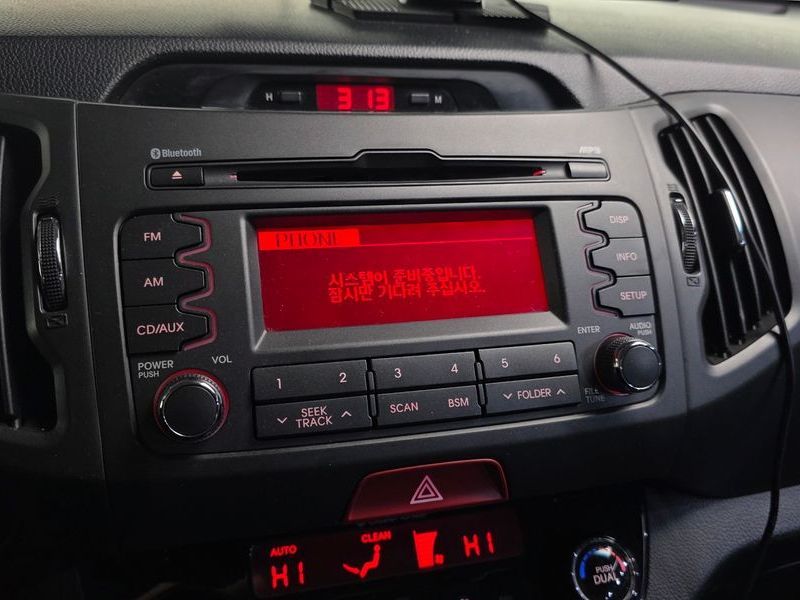 H 3 13 M
Bluetooth MP3
FM
AM
CD/AUX
PHONE
시스템이 준비중입니다.
잠시만 기다려 주십시오.
DISP
INFO
SETUP
POWER
PUSH
VOL
ENTER
AUDIO
PUSH
1 2 3 4 5 6
SEEK
TRACK
SCAN BSM
FOLDER
FILE
TUNE
AUTO
HI
CLEAN
HI
PUSH
DUAL